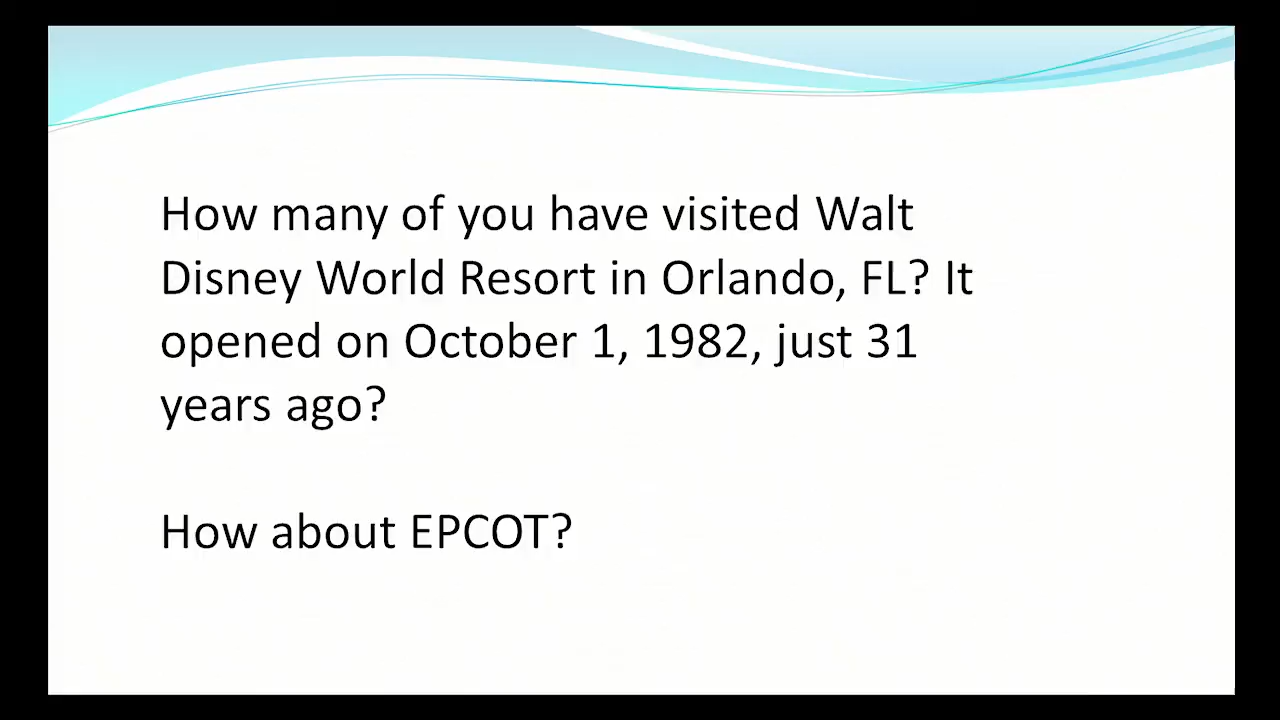 How many of you have visited Walt
Disney World Resort in Orlando, FL? It
opened on October 1, 1982, just 31
years ago?
How about EPCOT?